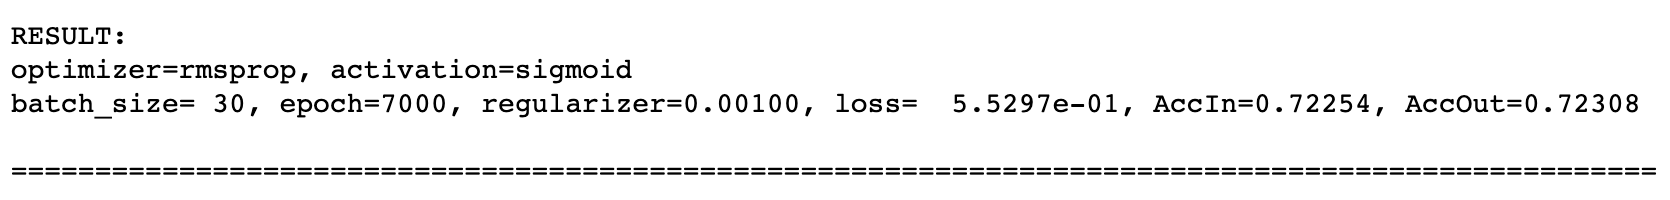 RESULT:
optimizer=rmsprop, activation=sigmoid
batch_size= 30, epoch=7000, regularizer=0.00100, loss=  5.5297e-01, AccIn=0.72254, AccOut=0.72308
==================================================================================================